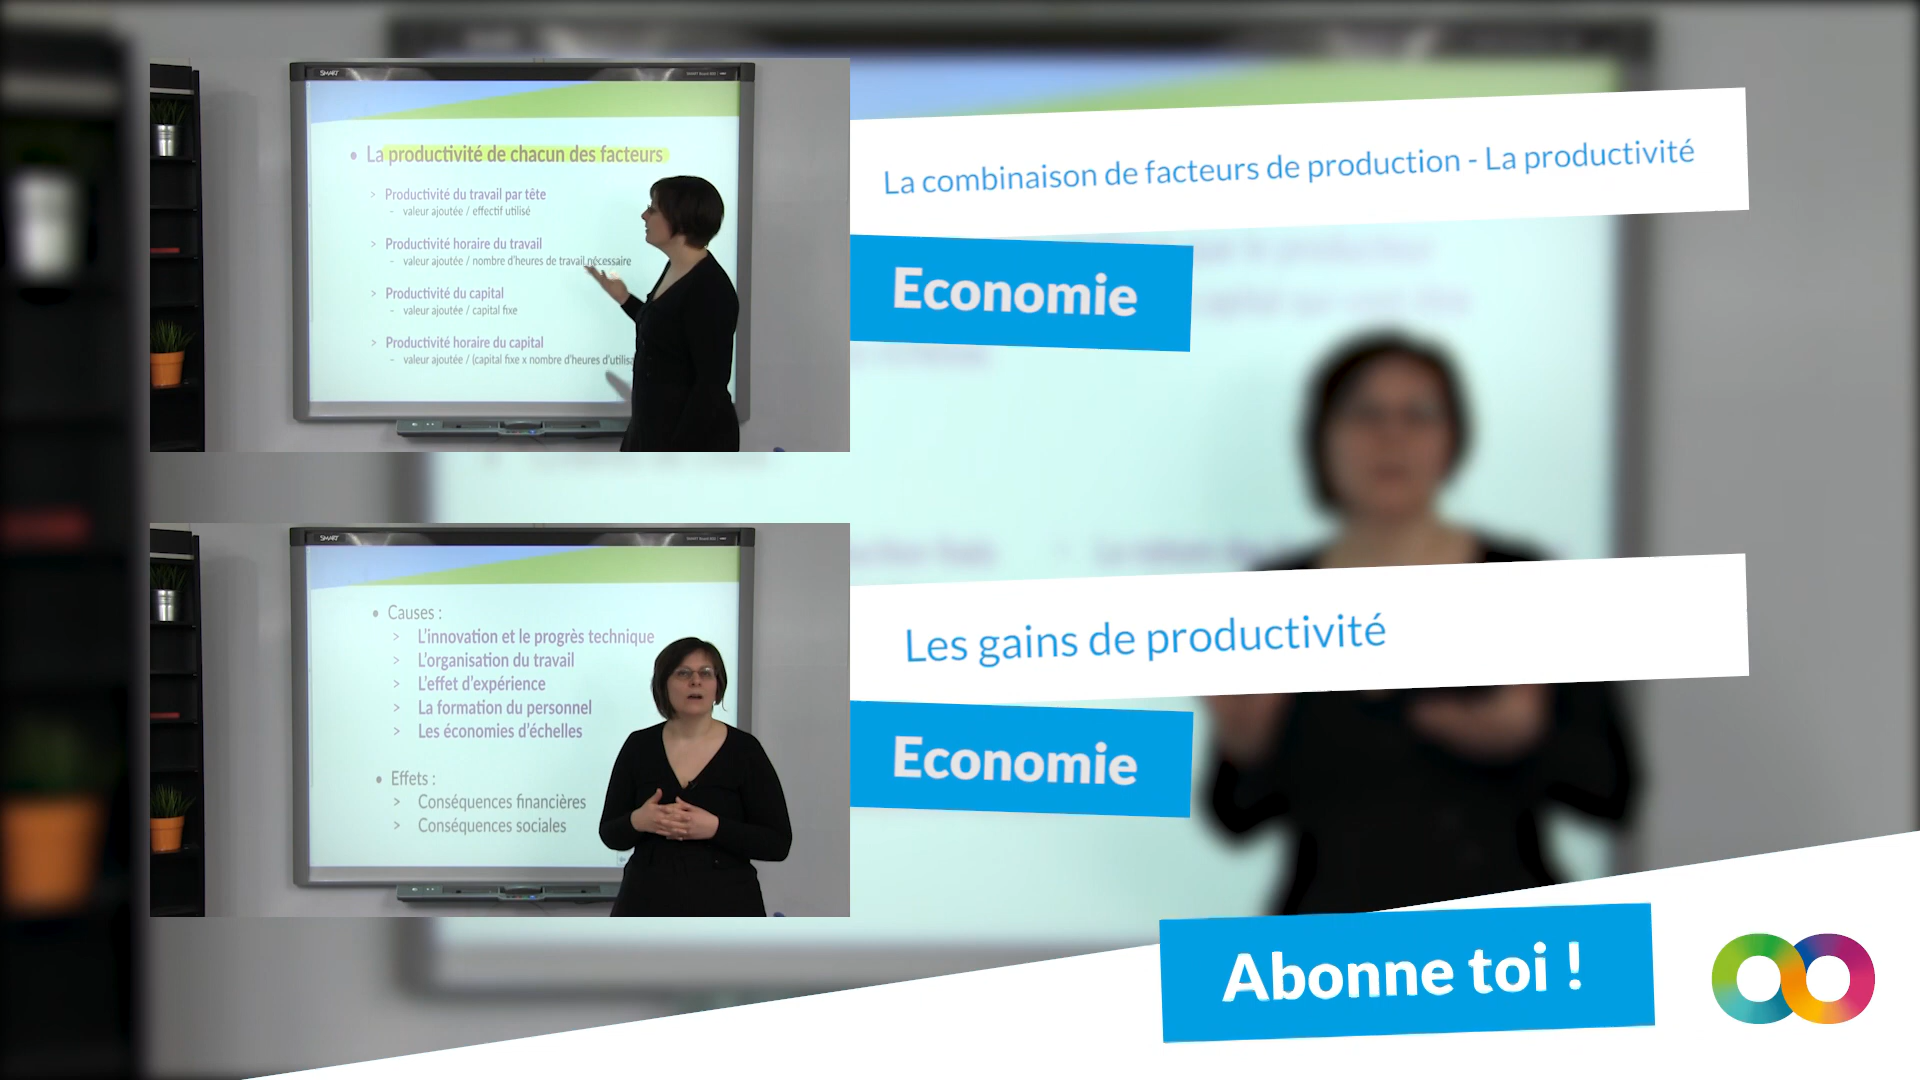 SMART
La productivité de chacun des facteurs
Productivité du travail par tête
- valeur ajoutée / effectif utilisé
Productivité horaire du travail
- valeur ajoutée / nombre d'heures de travail nécessaire
Productivité du capital
- valeur ajoutée / capital fixe
Productivité horaire du capital
- valeur ajoutée / (capital fixe x nombre d'heures
La combinaison de facteurs de production - La productivité
Economie
SMART
Causes :
L'innovation et le progrès technique
L'organisation du travail
L'effet d'expérience
La formation du personnel
Les économies d'échelles
Effets :
Conséquences financières
Conséquences sociales
Les gains de productivité
Economie
Abonne toi !